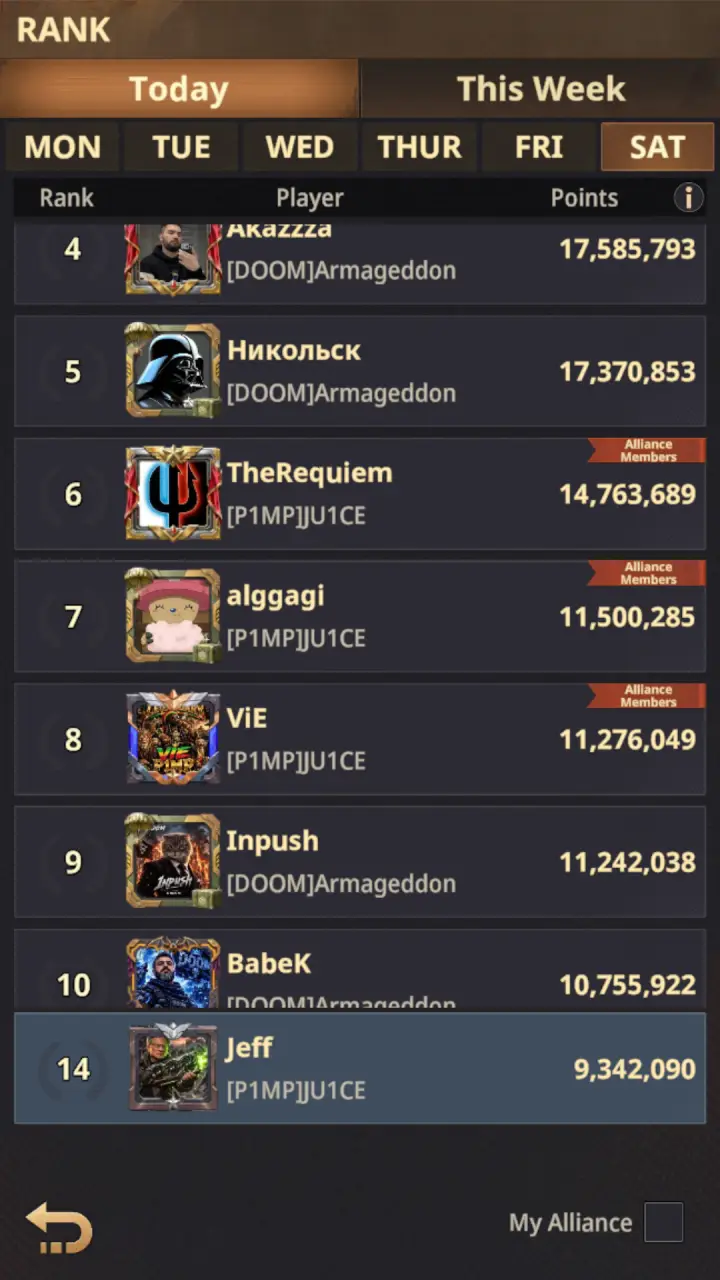 RANK
Today
This Week
MON
TUE
WED
THUR
FRI
SAT
Rank
Player
Points
4
Akazzza
[DOOM]Armageddon
17,585,793
5
Никольск
[DOOM]Armageddon
17,370,853
6
TheRequiem
[P1MP]JU1CE
Alliance
Members
14,763,689
7
alggagi
[P1MP]JU1CE
Alliance
Members
11,500,285
8
ViE
[P1MP]JU1CE
Alliance
Members
11,276,049
9
Inpush
[DOOM]Armageddon
11,242,038
10
BabeK
[DOOM]Armageddon
10,755,922
14
Jeff
[P1MP]JU1CE
9,342,090
My Alliance